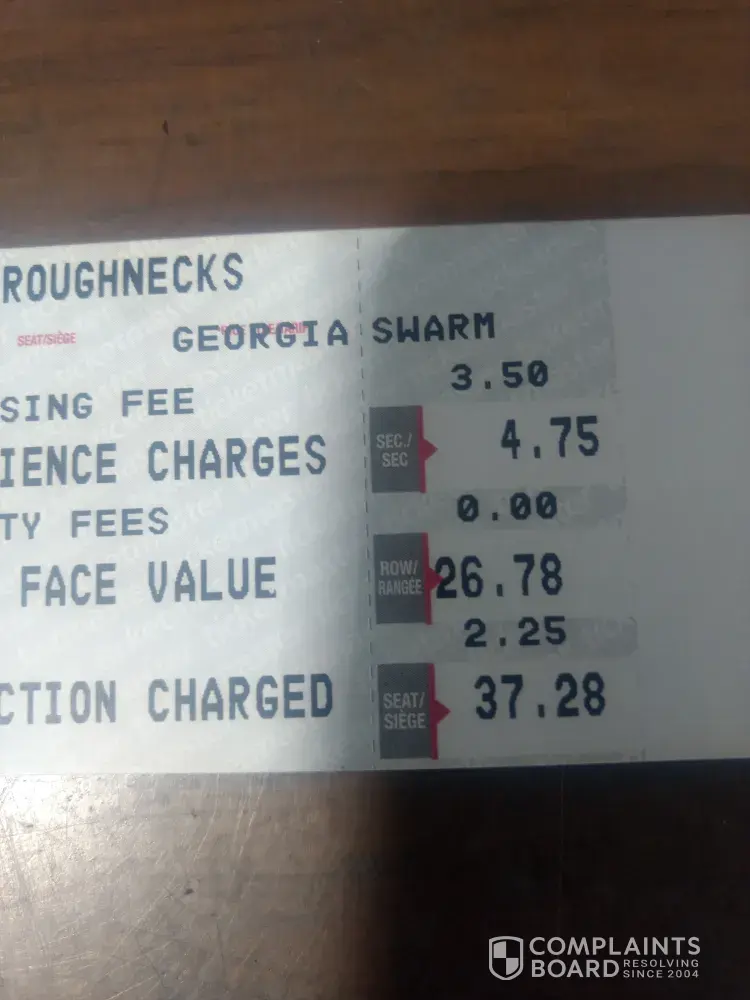 ROUGHNECKS
SEAT/SIÈGE
GEORGIA SWARM
3.50
SING FEE
IENCE CHARGES
SEC./
SEC
4.75
TY FEES
0.00
FACE VALUE
ROW/
RANGÉE
26.78
2.25
CTION CHARGED
SEAT/
SIÈGE
37.28
COMPLAINTS
BOARD RESOLVING
SINCE 2004